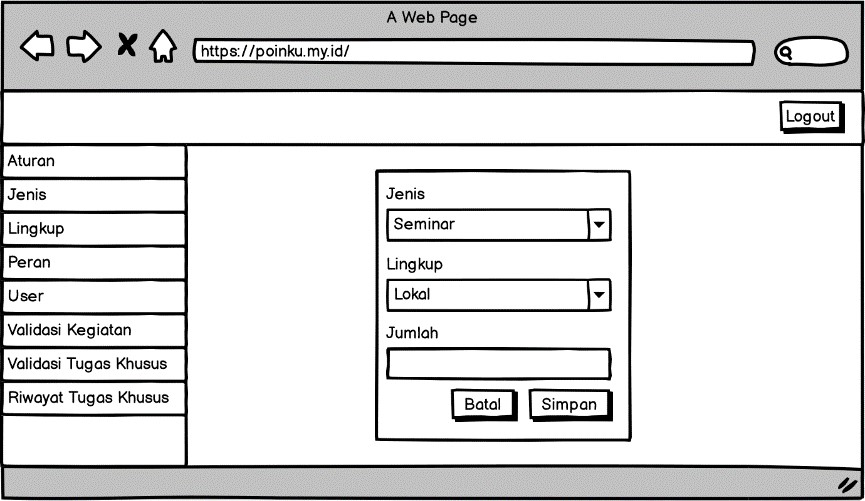 A Web Page
https://poinku.my.id/
Logout
Aturan
Jenis
Lingkup
Peran
User
Validasi Kegiatan
Validasi Tugas Khusus
Riwayat Tugas Khusus
Jenis
Seminar
Lingkup
Lokal
Jumlah
Batal
Simpan